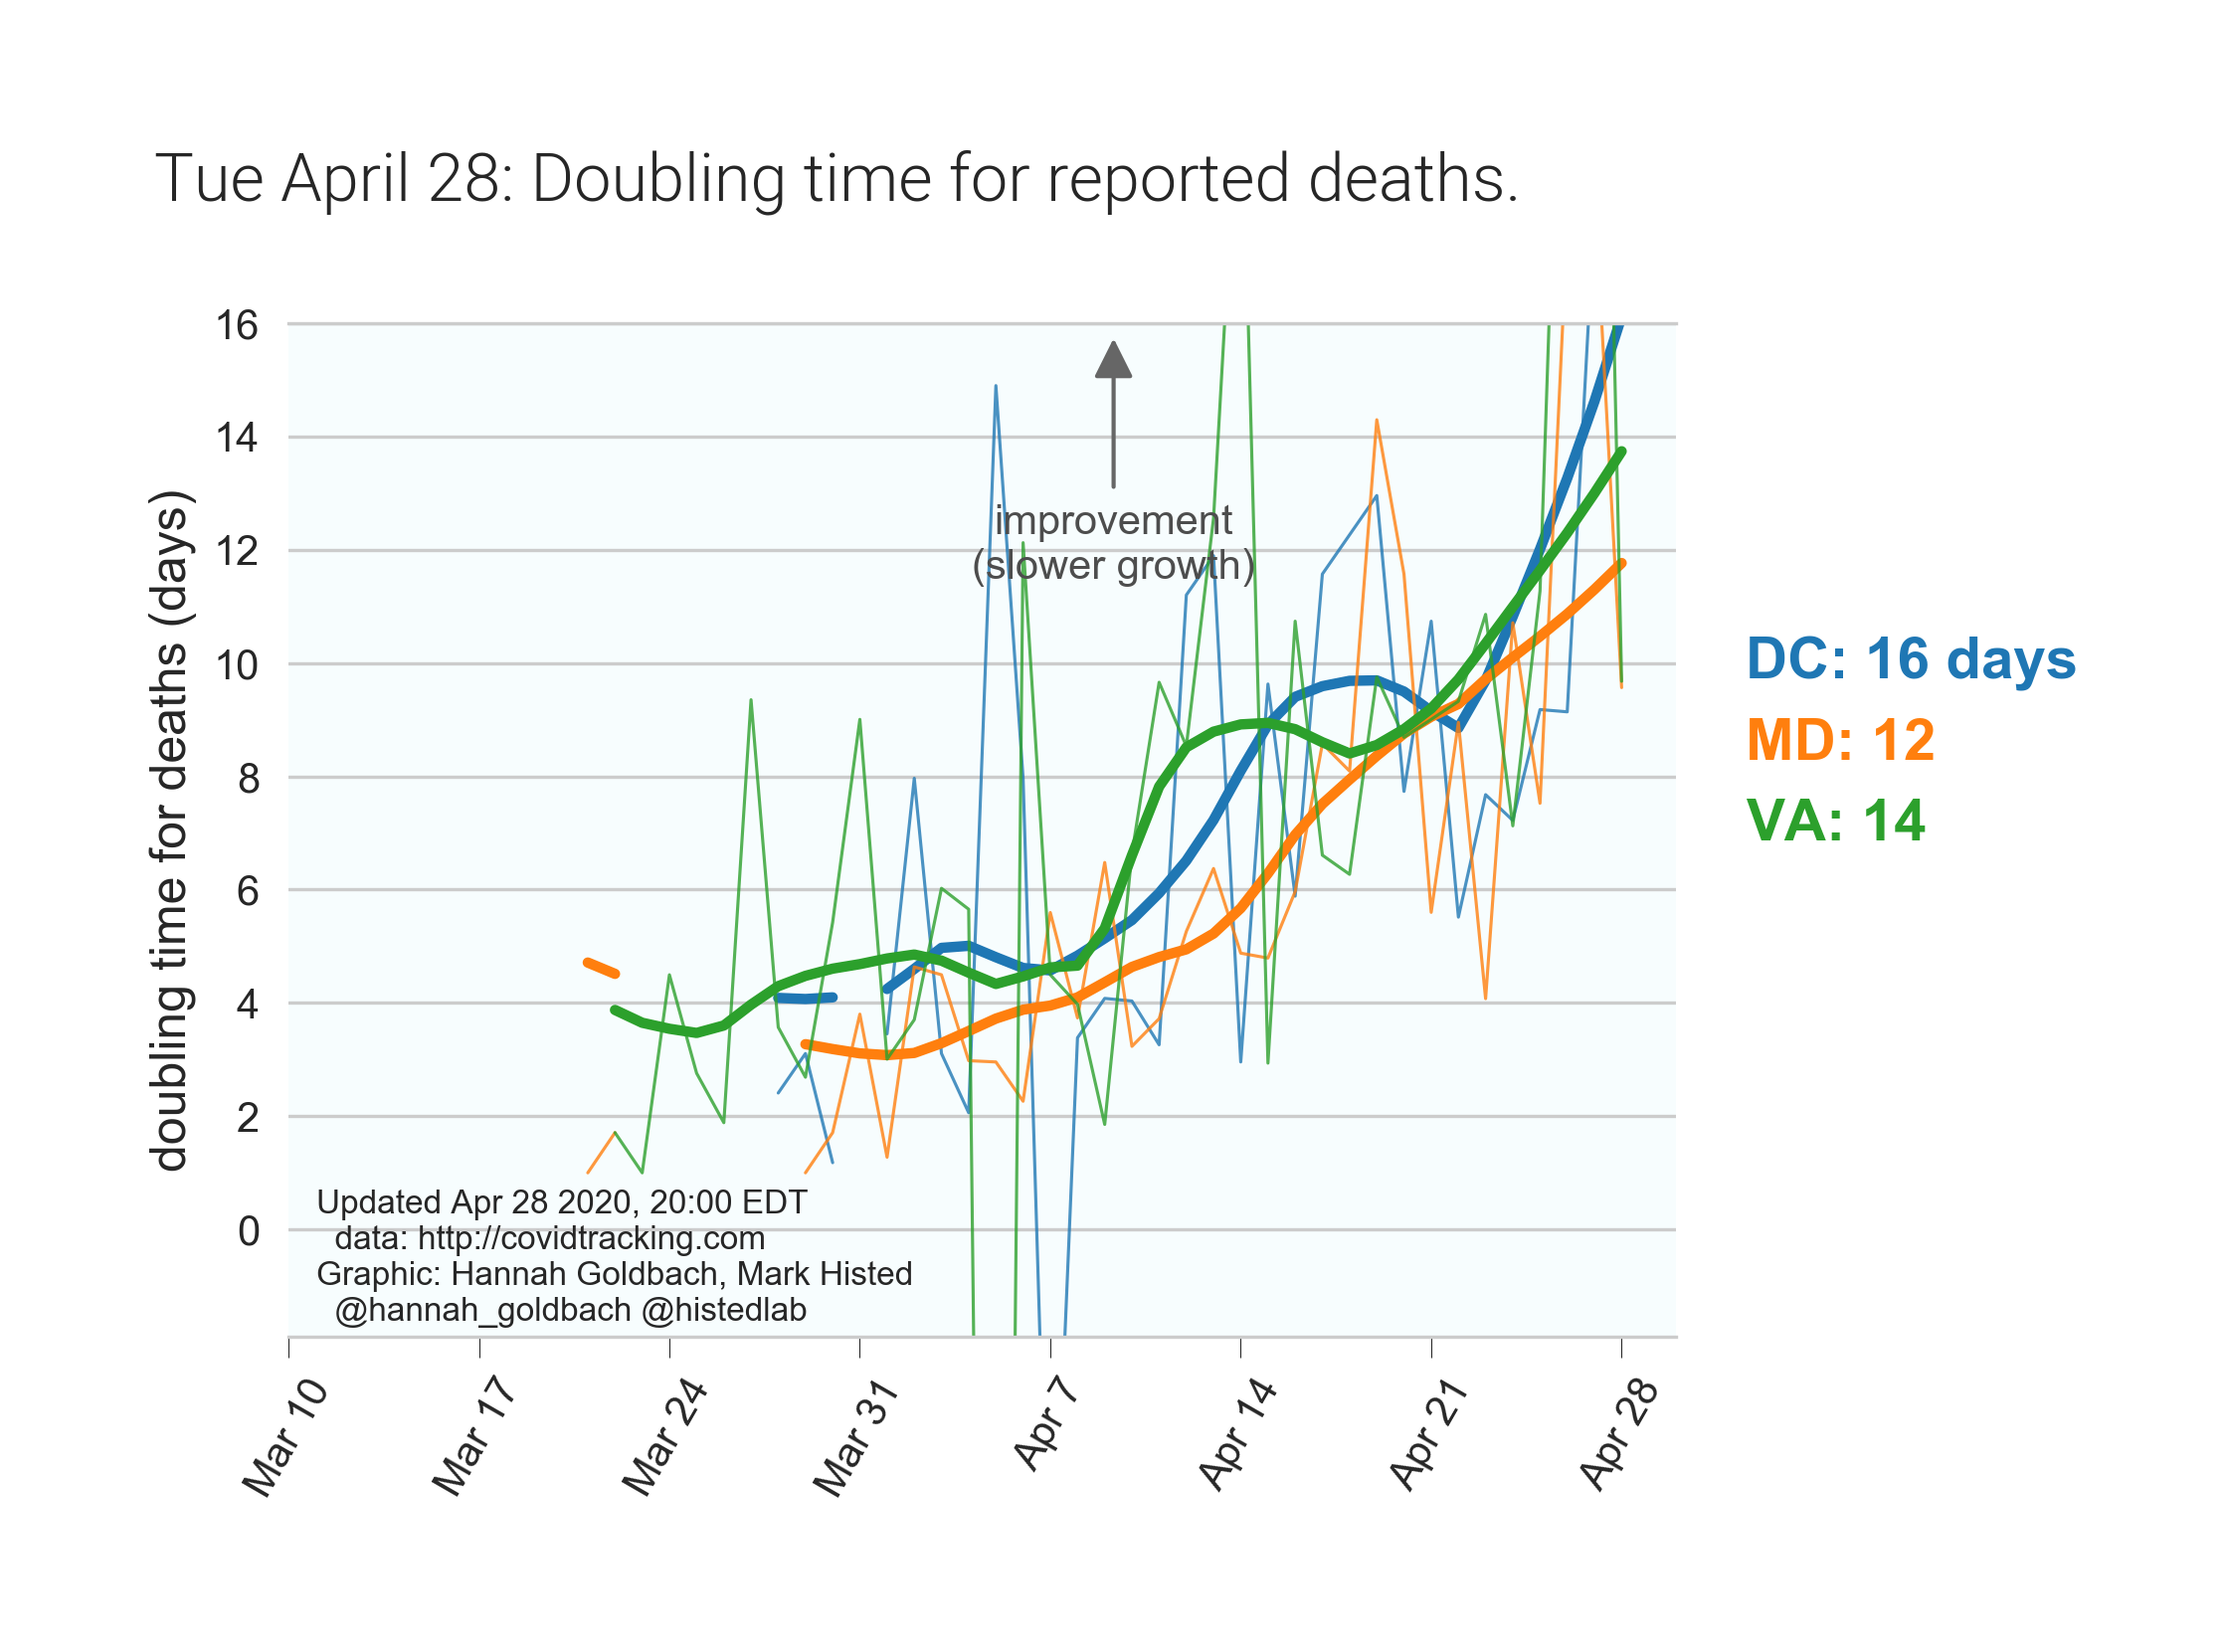 Tue April 28: Doubling time for reported deaths.
16
14
12
10
8
6
4
2
0
doubling time for deaths (days)
improvement
(slower growth)
DC: 16 days
MD: 12
VA: 14
Updated Apr 28 2020, 20:00 EDT
data: http://covidtracking.com
Graphic: Hannah Goldbach, Mark Histed
@hannah_goldbach @histedlab
Mar 10
Mar 17
Mar 24
Mar 31
Apr 7
Apr 14
Apr 21
Apr 28